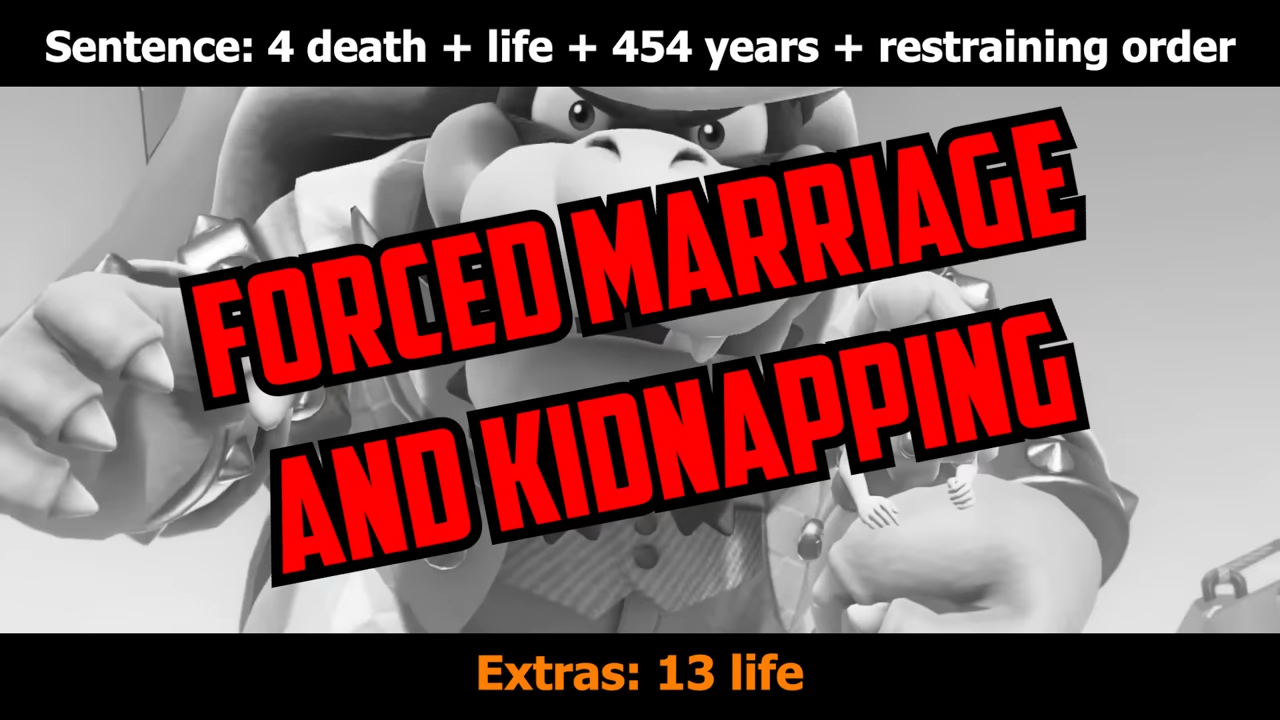 Sentence: 4 death + life + 454 years + restraining order
FORCED MARRIAGE
AND KIDNAPPING
Extras: 13 life